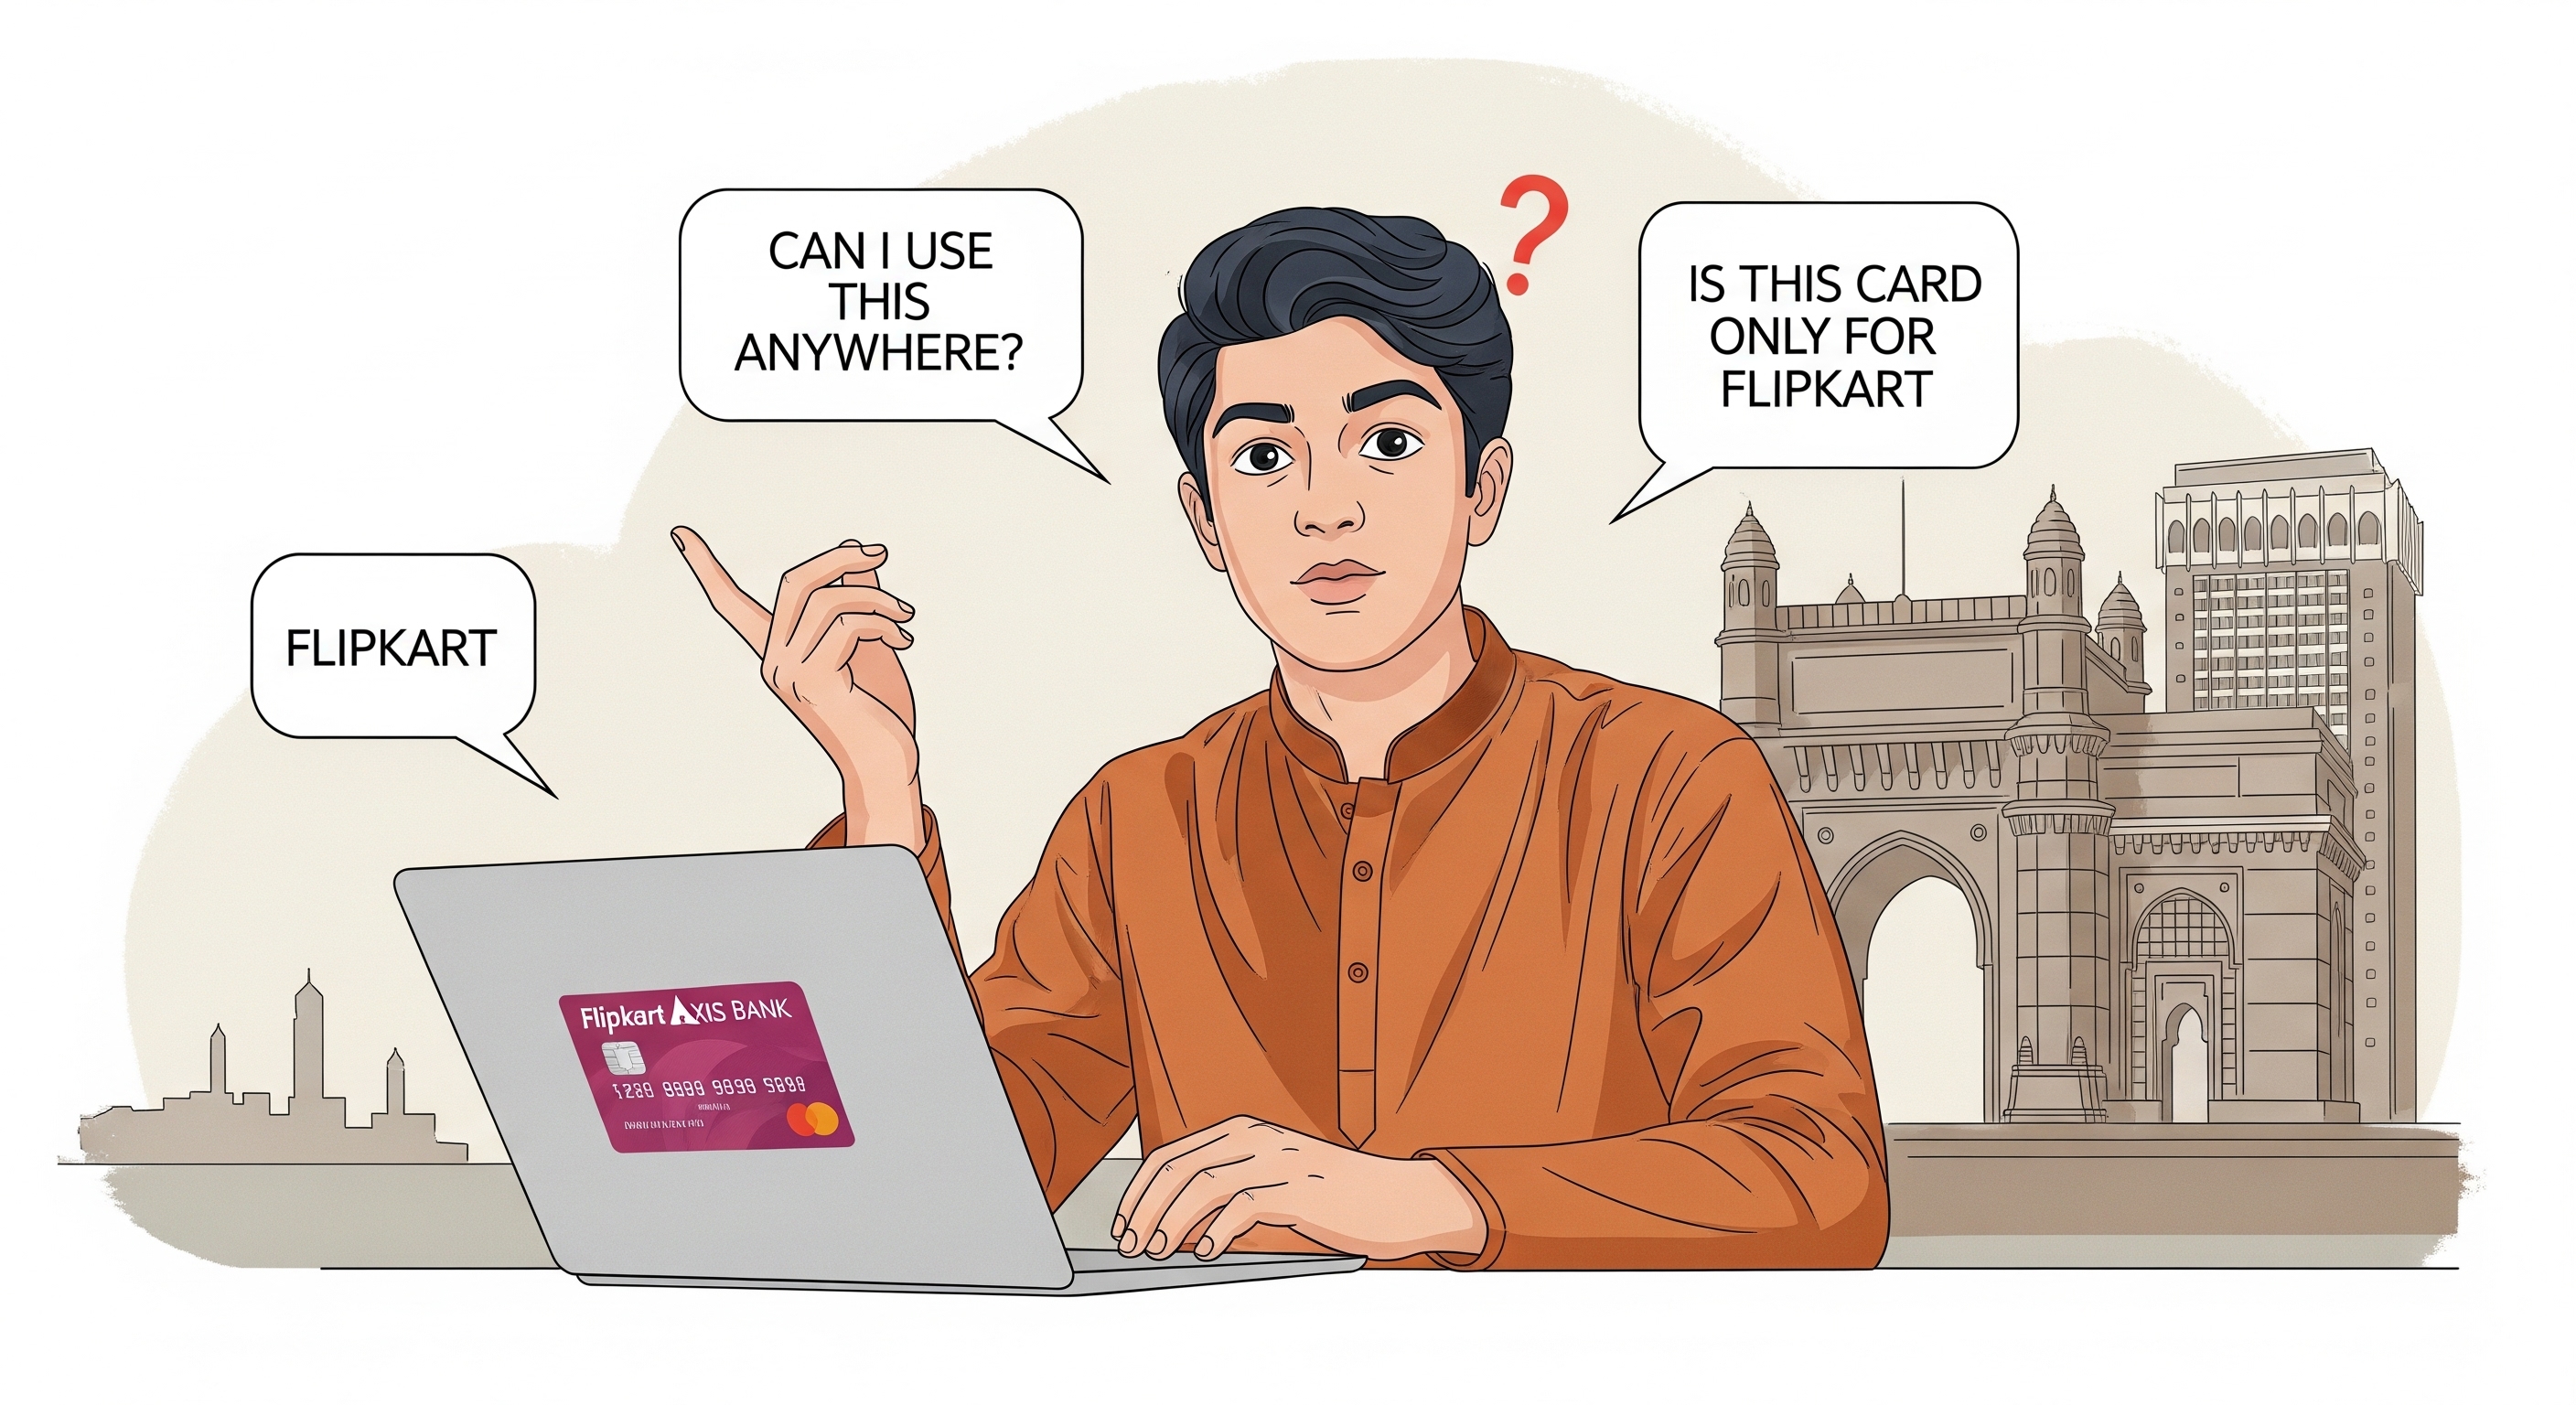 CAN I USE
THIS
ANYWHERE?
?
IS THIS CARD
ONLY FOR
FLIPKART
FLIPKART
Flipkart AXIS BANK